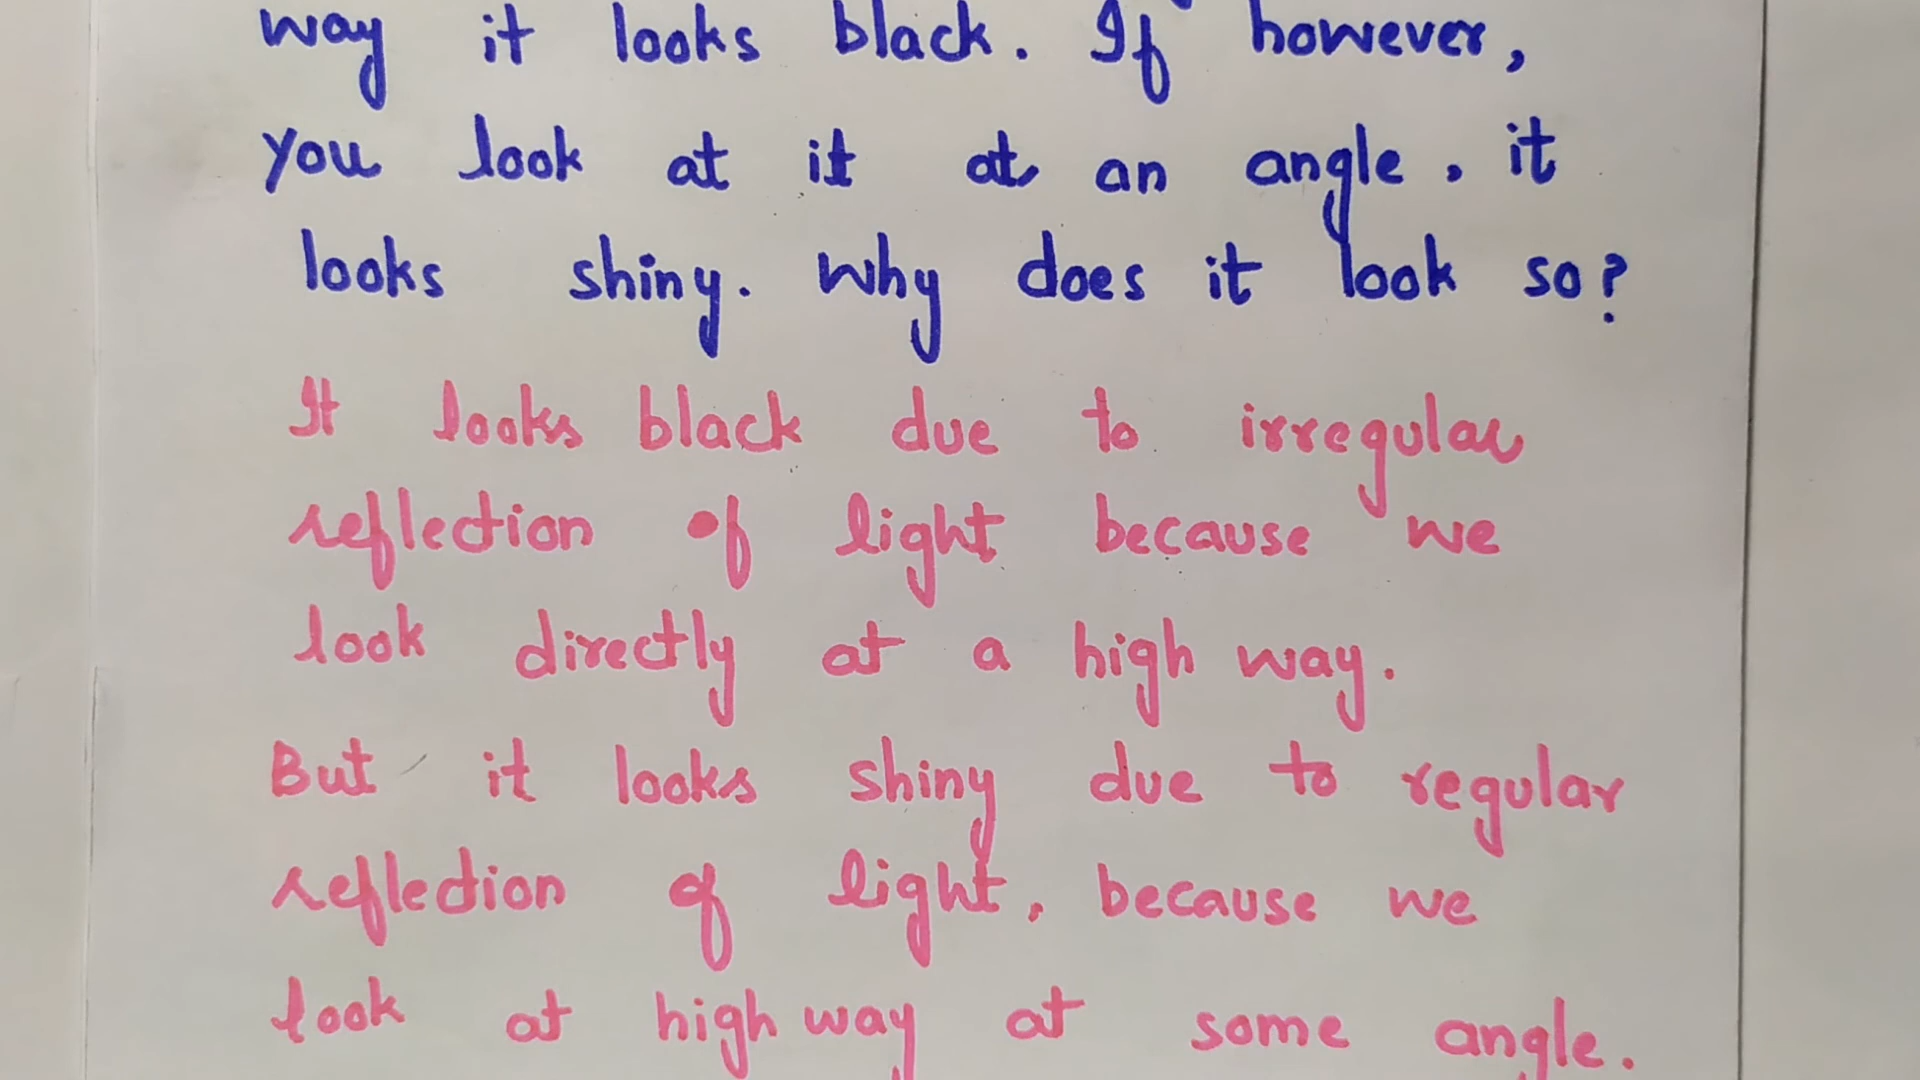 way it looks black. If however,
you look at it at an angle, it
looks shiny. Why does it look so?
It looks black due to irregular
reflection of light because we
look directly at a high way.
But it looks shiny due to regular
reflection of light, because we
look at high way at some angle.